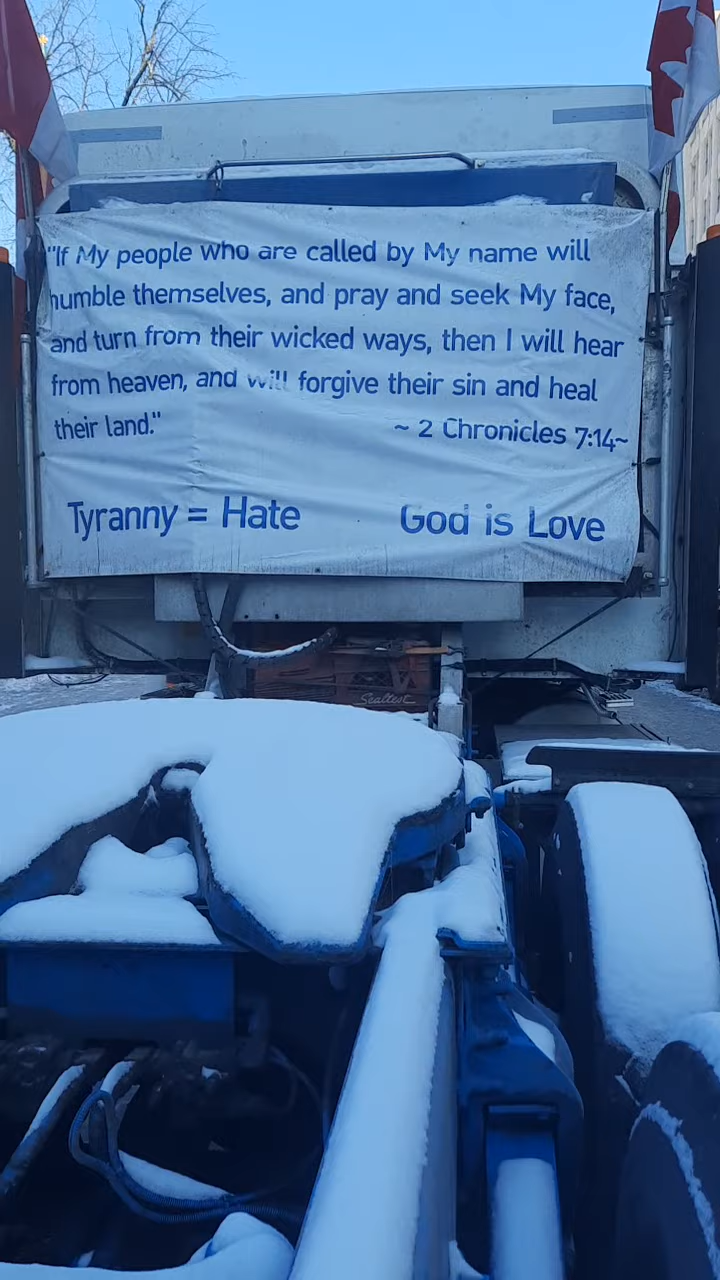 "If My people who are called by My name will
humble themselves, and pray and seek My face,
and turn from their wicked ways, then I will hear
from heaven, and will forgive their sin and heal
their land."
~ 2 Chronicles 7:14~
Tyranny = Hate
God is Love
Sealtest